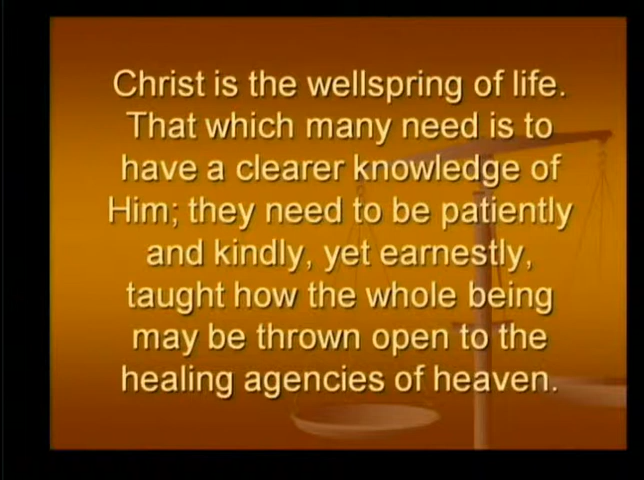 Christ is the wellspring of life.
That which many need is to
have a clearer knowledge of
Him; they need to be patiently
and kindly, yet earnestly,
taught how the whole being
may be thrown open to the
healing agencies of heaven.